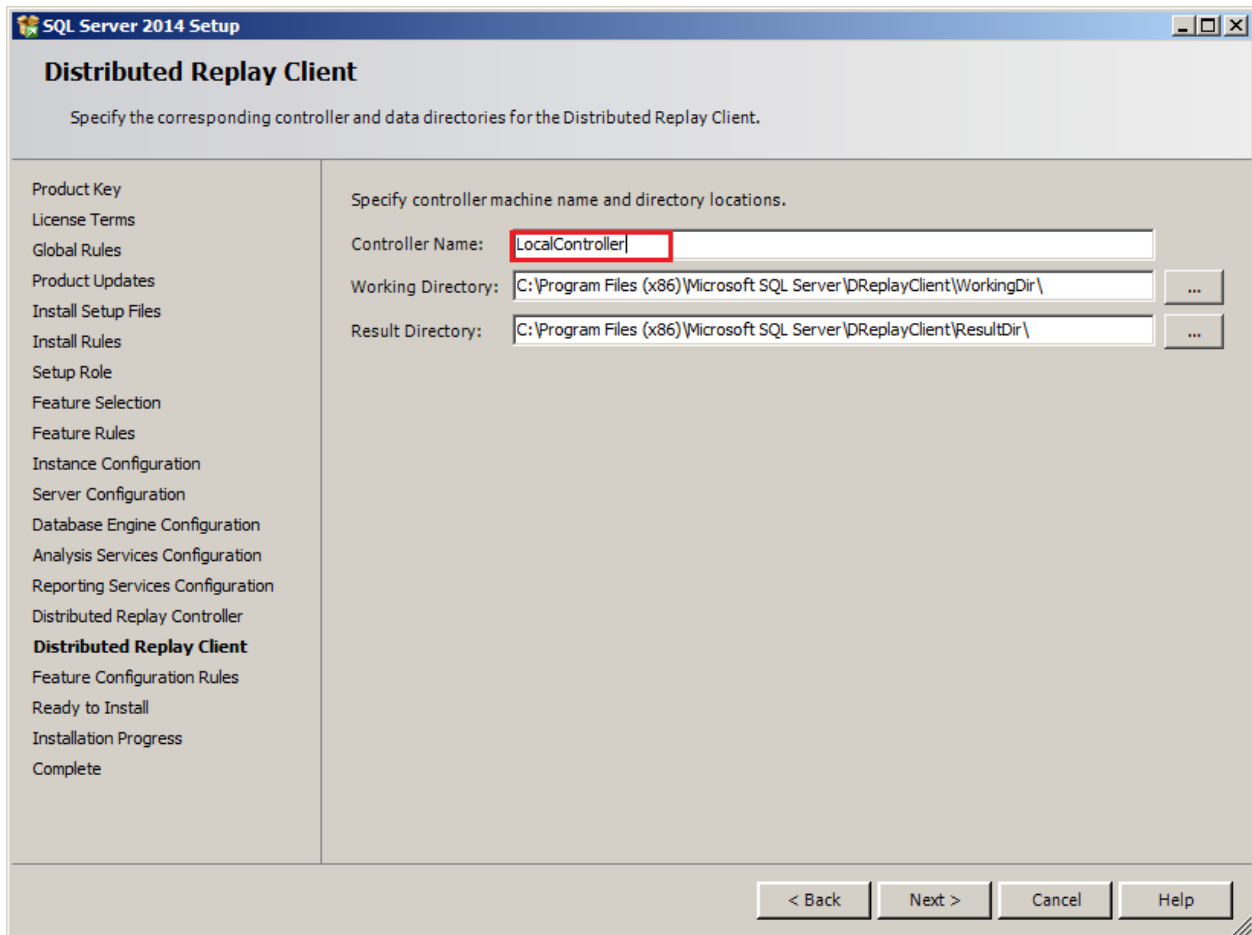 SQL Server 2014 Setup
Distributed Replay Client
Specify the corresponding controller and data directories for the Distributed Replay Client.
Product Key
License Terms
Global Rules
Product Updates
Install Setup Files
Install Rules
Setup Role
Feature Selection
Feature Rules
Instance Configuration
Server Configuration
Database Engine Configuration
Analysis Services Configuration
Reporting Services Configuration
Distributed Replay Controller
Distributed Replay Client
Feature Configuration Rules
Ready to Install
Installation Progress
Complete
Specify controller machine name and directory locations.
Controller Name: LocalController
Working Directory: C:\Program Files (x86)\Microsoft SQL Server\DReplayClient\WorkingDir\ ...
Result Directory: C:\Program Files (x86)\Microsoft SQL Server\DReplayClient\ResultDir\ ...
< Back Next > Cancel Help